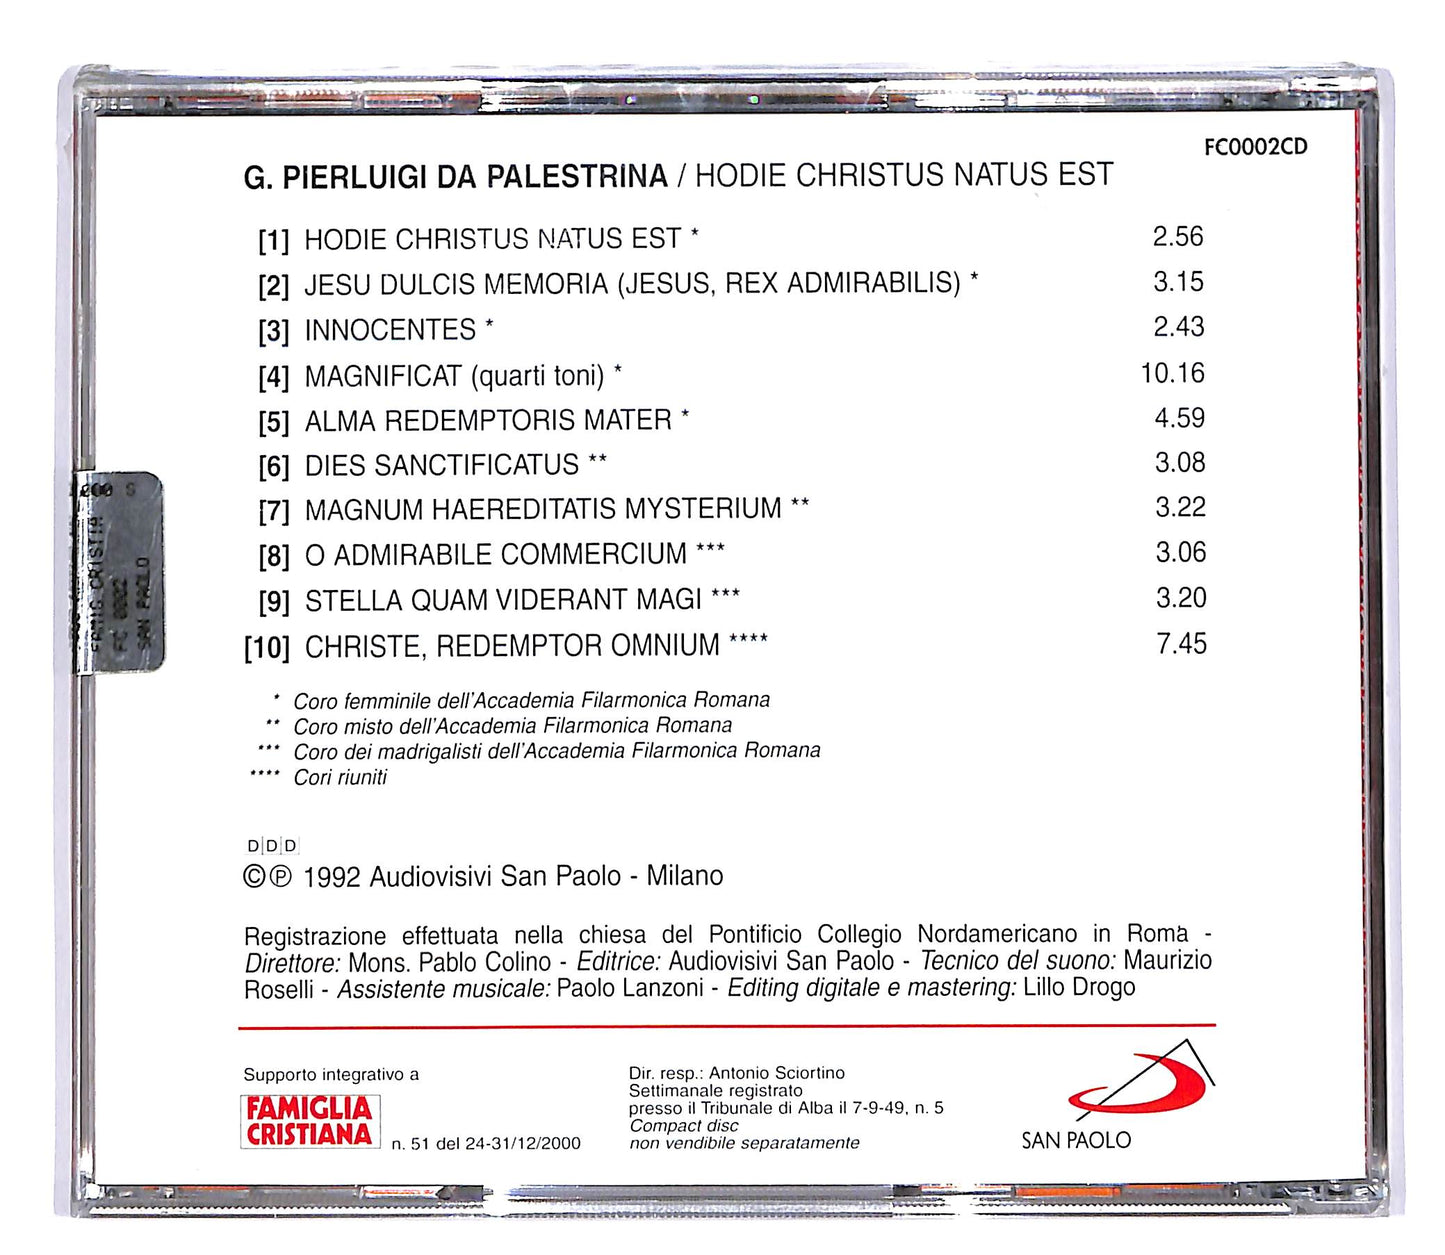 FC0002CD
G. PIERLUIGI DA PALESTRINA / HODIE CHRISTUS NATUS EST
[1] HODIE CHRISTUS NATUS EST * 2.56
[2] JESU DULCIS MEMORIA (JESUS, REX ADMIRABILIS) * 3.15
[3] INNOCENTES * 2.43
[4] MAGNIFICAT (quarti toni) * 10.16
[5] ALMA REDEMPTORIS MATER * 4.59
[6] DIES SANCTIFICATUS ** 3.08
[7] MAGNUM HAEREDITATIS MYSTERIUM ** 3.22
[8] O ADMIRABILE COMMERCIUM *** 3.06
[9] STELLA QUAM VIDERANT MAGI *** 3.20
[10] CHRISTE, REDEMPTOR OMNIUM **** 7.45
* Coro femminile dell'Accademia Filarmonica Romana
** Coro misto dell'Accademia Filarmonica Romana
*** Coro dei madrigalisti dell'Accademia Filarmonica Romana
**** Cori riuniti
D D D
©℗ 1992 Audiovisivi San Paolo - Milano
Registrazione effettuata nella chiesa del Pontificio Collegio Nordamericano in Roma -
Direttore: Mons. Pablo Colino - Editrice: Audiovisivi San Paolo - Tecnico del suono: Maurizio
Roselli - Assistente musicale: Paolo Lanzoni - Editing digitale e mastering: Lillo Drogo
Supporto integrativo a
FAMIGLIA
CRISTIANA
n. 51 del 24-31/12/2000
Dir. resp.: Antonio Sciortino
Settimanale registrato
presso il Tribunale di Alba il 7-9-49, n. 5
Compact disc
non vendibile separatamente
SAN PAOLO
FC 0002
SAN PAOLO